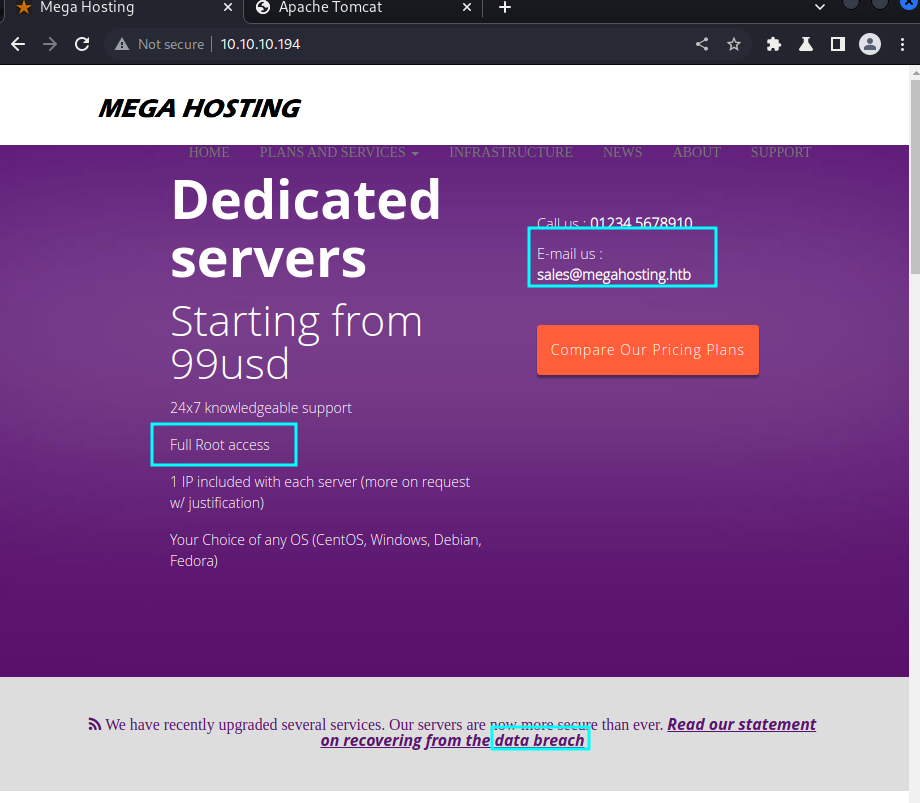 Mega Hosting
Apache Tomcat
Not secure
10.10.10.194
MEGA HOSTING
HOME PLANS AND SERVICES INFRASTRUCTURE NEWS ABOUT SUPPORT
Dedicated
servers
Starting from
99usd
24x7 knowledgeable support
Full Root access
1 IP included with each server (more on request
w/ justification)
Your Choice of any OS (CentOS, Windows, Debian,
Fedora)
Call us : 01234 5678910
E-mail us :
sales@megahosting.htb
Compare Our Pricing Plans
We have recently upgraded several services. Our servers are now more secure than ever. Read our statement
on recovering from the data breach